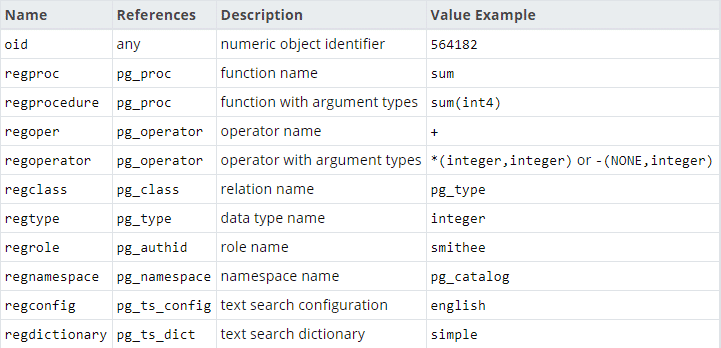 Name References Description Value Example
oid any numeric object identifier 564182
regproc pg_proc function name sum
regprocedure pg_proc function with argument types sum(int4)
regoper pg_operator operator name +
regoperator pg_operator operator with argument types *(integer,integer) or -(NONE,integer)
regclass pg_class relation name pg_type
regtype pg_type data type name integer
regrole pg_authid role name smithee
regnamespace pg_namespace namespace name pg_catalog
regconfig pg_ts_config text search configuration english
regdictionary pg_ts_dict text search dictionary simple